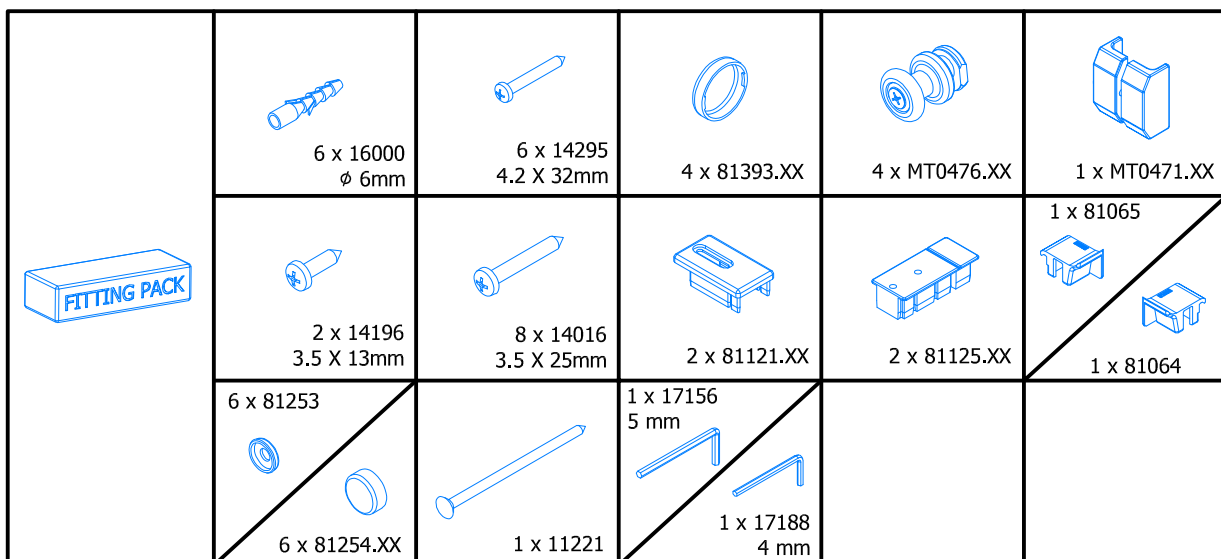 6 x 16000
ϕ 6mm
6 x 14295
4.2 X 32mm
4 x 81393.XX
4 x MT0476.XX
1 x MT0471.XX
FITTING PACK
2 x 14196
3.5 X 13mm
8 x 14016
3.5 X 25mm
2 x 81121.XX
2 x 81125.XX
1 x 81065
1 x 81064
6 x 81253
6 x 81254.XX
1 x 11221
1 x 17156
5 mm
1 x 17188
4 mm